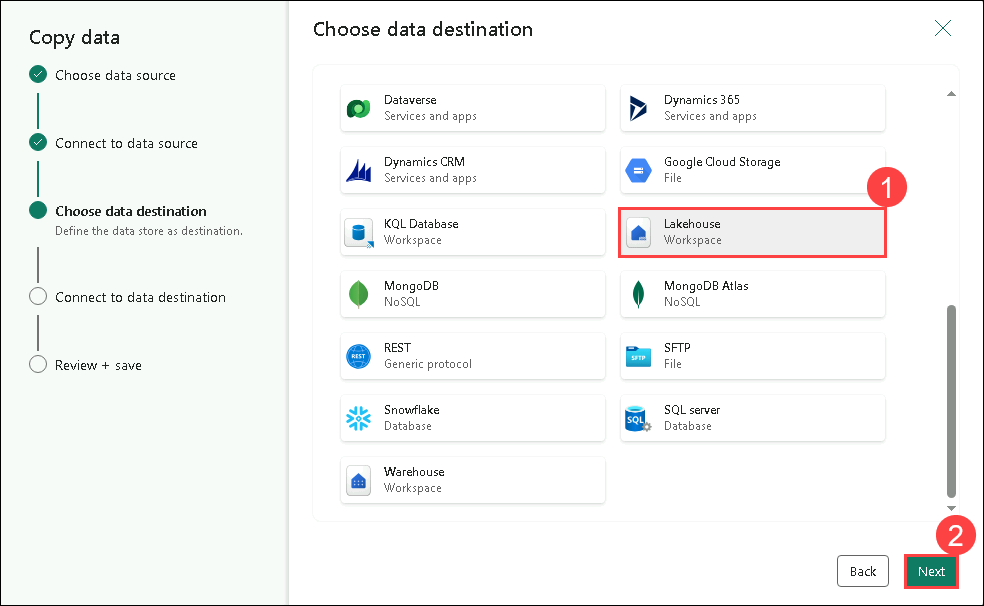 Copy data
Choose data source
Connect to data source
Choose data destination
Define the data store as destination.
Connect to data destination
Review + save
Choose data destination
Dataverse
Services and apps
Dynamics 365
Services and apps
Dynamics CRM
Services and apps
Google Cloud Storage
File
1
KQL Database
Workspace
Lakehouse
Workspace
MongoDB
NoSQL
MongoDB Atlas
NoSQL
REST
REST
Generic protocol
SFTP
SFTP
File
Snowflake
Database
SQL
SQL server
Database
Warehouse
Workspace
2
Back
Next